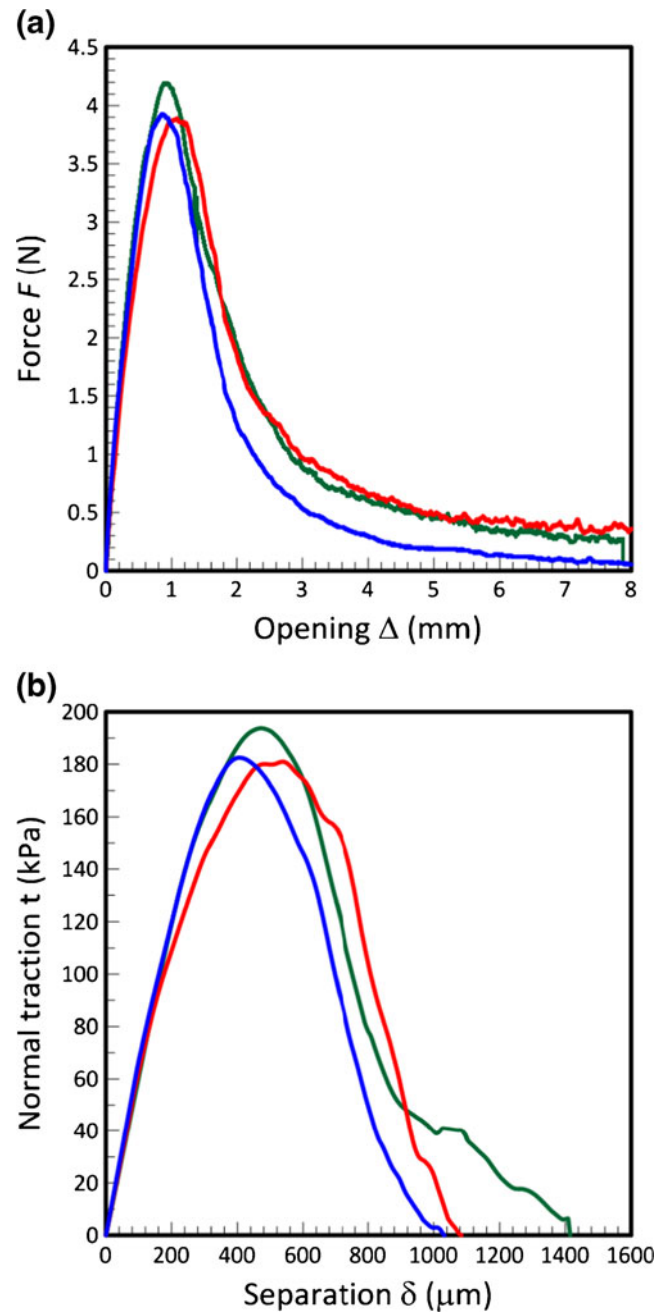 (a)
4.5
4
3.5
3
2.5
2
1.5
1
0.5
0
Force F (N)
0 1 2 3 4 5 6 7 8
Opening Δ (mm)
(b)
200
180
160
140
120
100
80
60
40
20
0
Normal traction t (kPa)
0 200 400 600 800 1000 1200 1400 1600
Separation δ (μm)